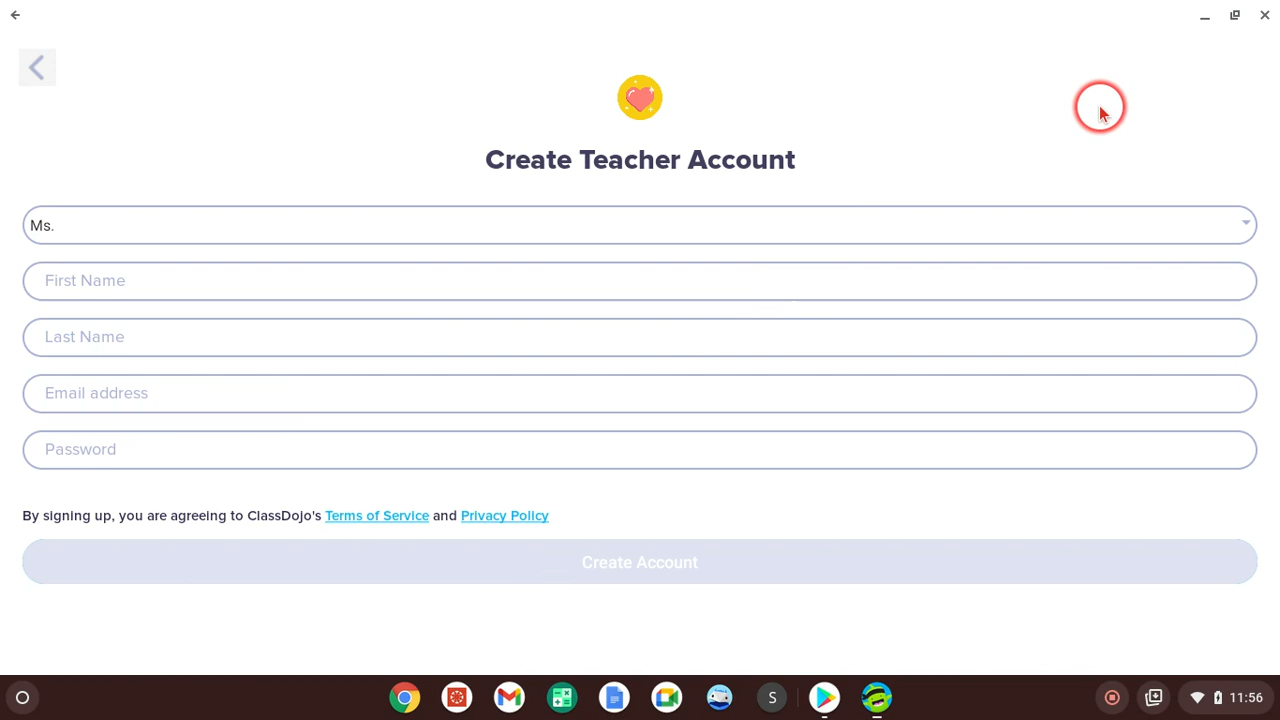 Create Teacher Account
Ms.
First Name
Last Name
Email address
Password
By signing up, you are agreeing to ClassDojo's Terms of Service and Privacy Policy
Create Account
S
11:56